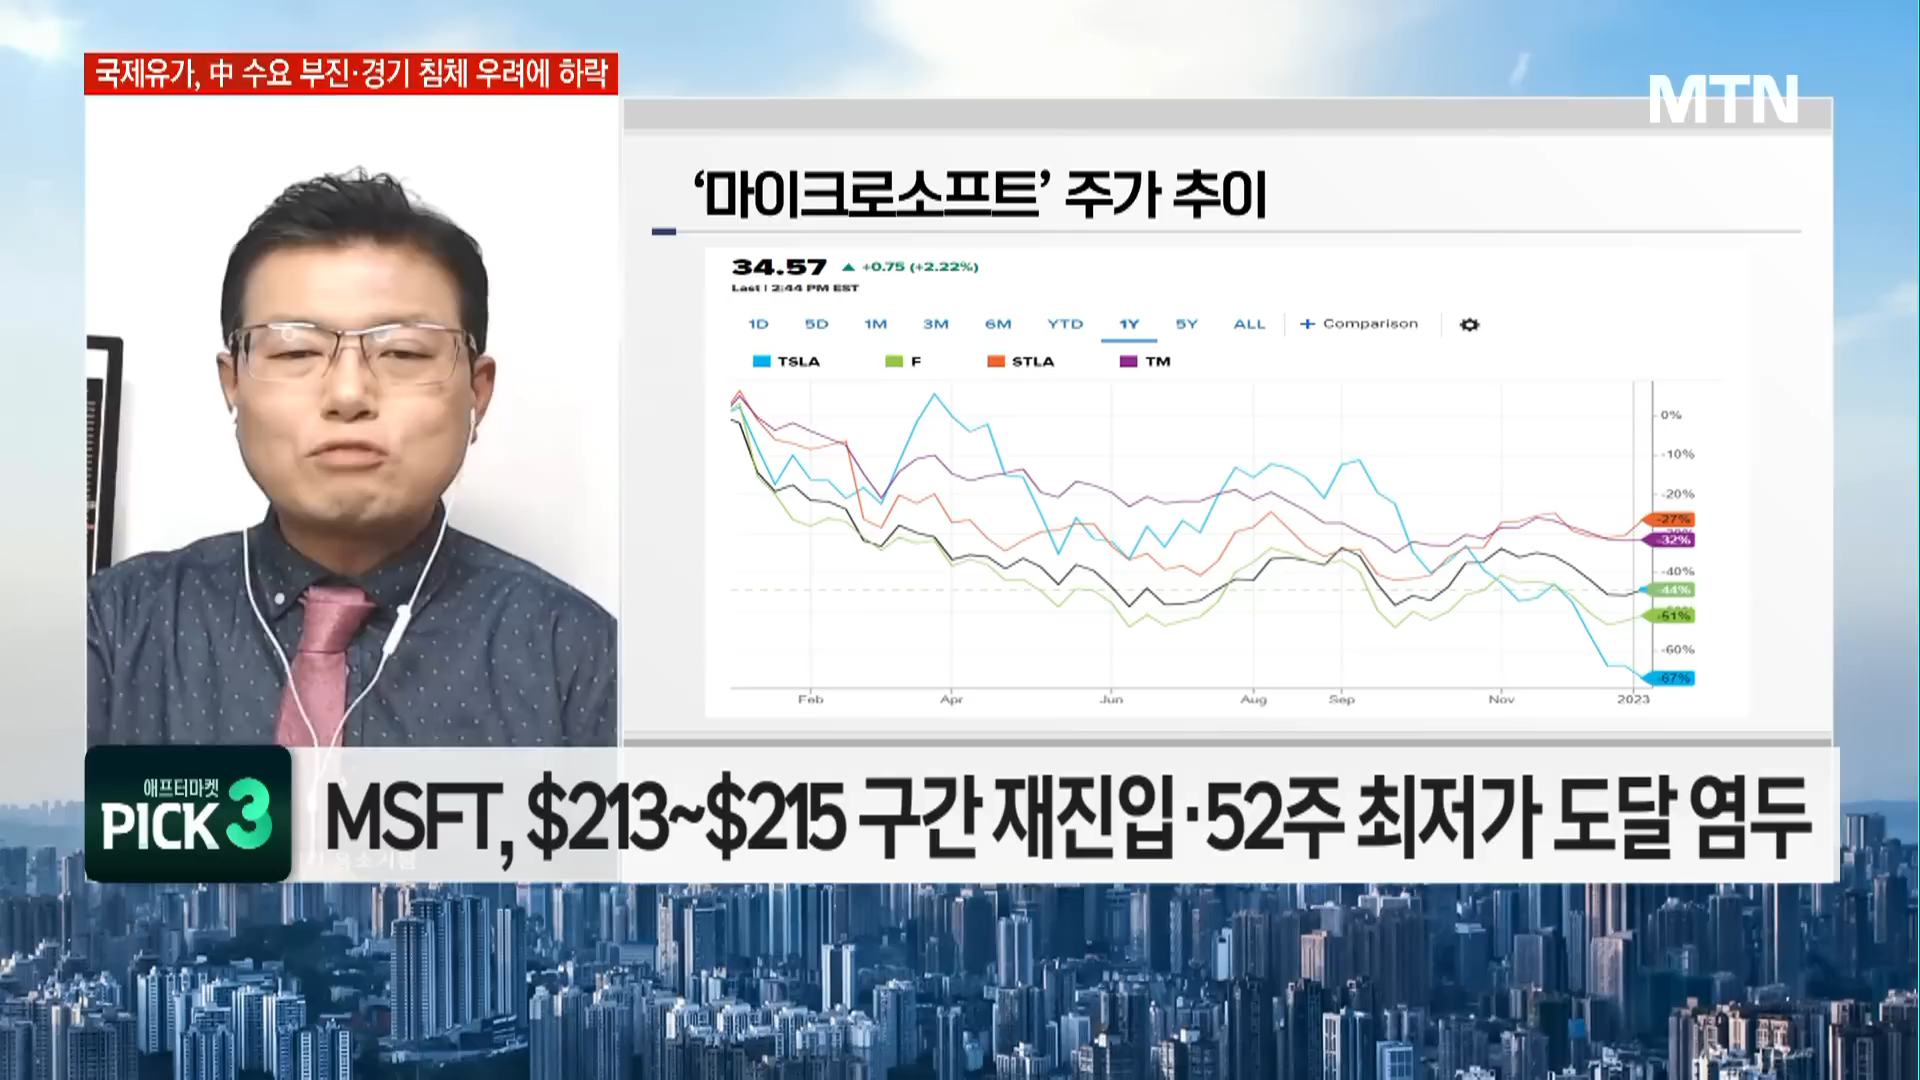 국제유가, 中 수요 부진·경기 침체 우려에 하락
MTN
‘마이크로소프트’ 주가 추이
34.57 ▲ +0.75 (+2.22%)
Last | 2:44 PM EST
1D 5D 1M 3M 6M YTD 1Y 5Y ALL + Comparison
TSLA F STLA TM
0%
-10%
-20%
-27%
-32%
-40%
-44%
-51%
-60%
-67%
Feb Apr Jun Aug Sep Nov 2023
애프터마켓
PICK 3
MSFT, $213~$215 구간 재진입·52주 최저가 도달 염두